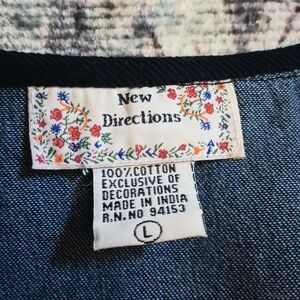 New
Directions
100% COTTON
EXCLUSIVE OF
DECORATIONS
MADE IN INDIA
R.N. NO 94153
L